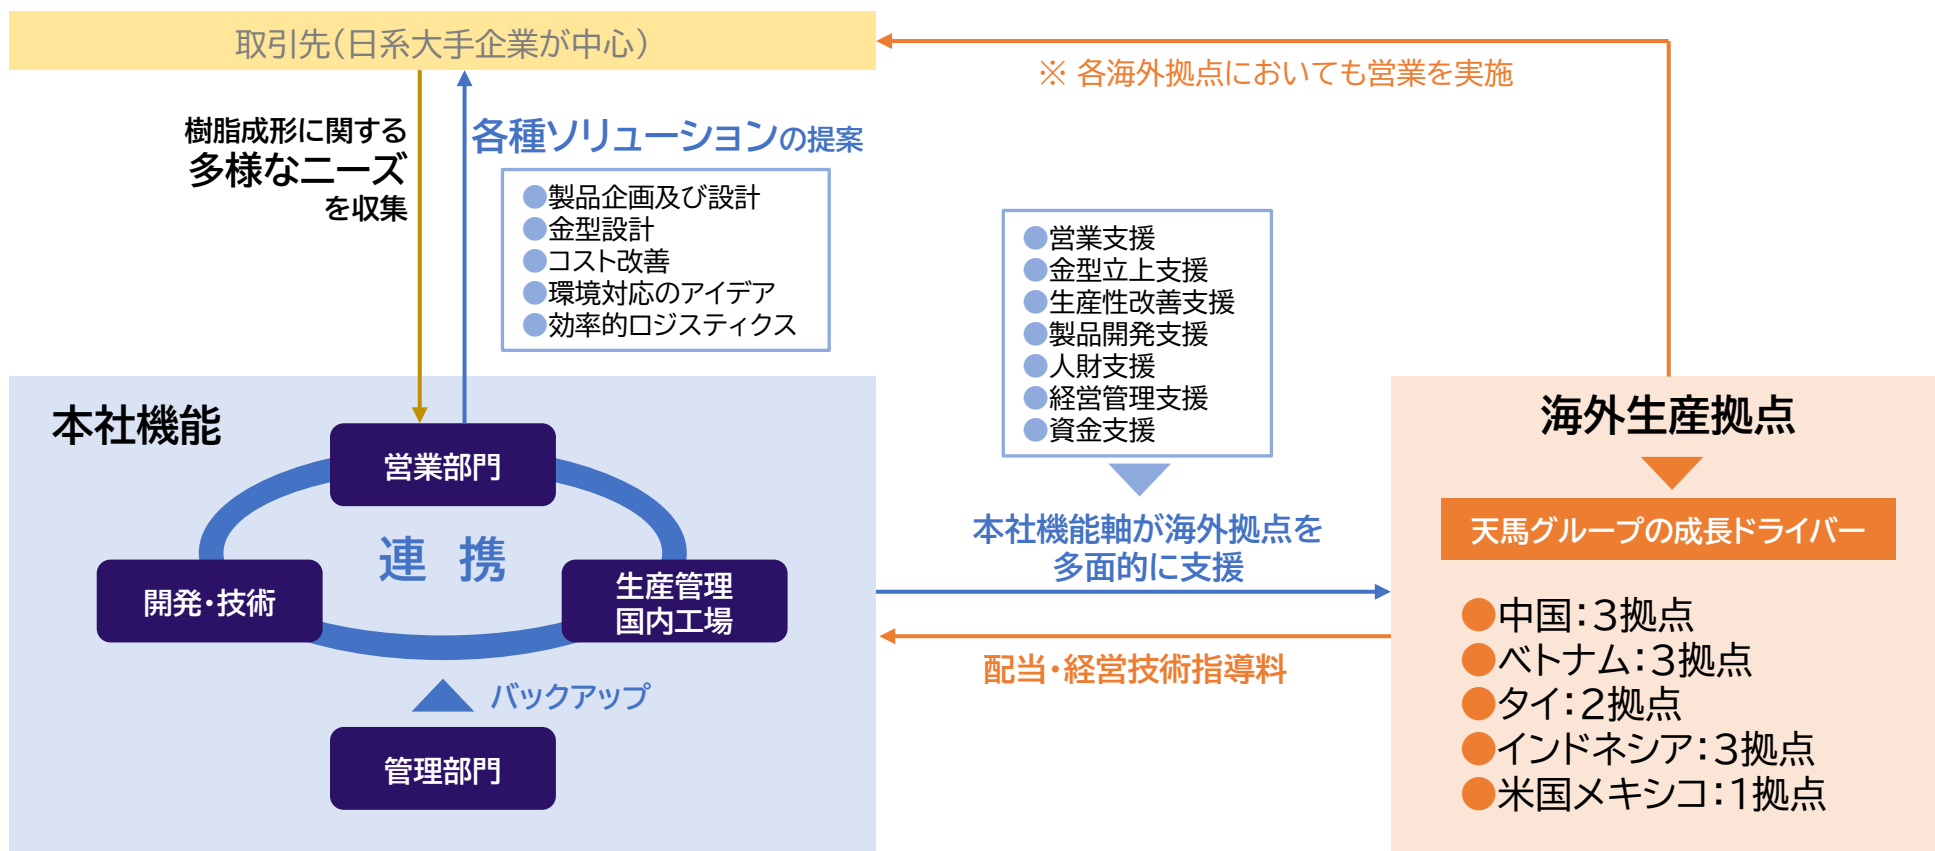 取引先(日系大手企業が中心)
※ 各海外拠点においても営業を実施
樹脂成形に関する
多様なニーズ
を収集
各種ソリューションの提案
●製品企画及び設計
●金型設計
●コスト改善
●環境対応のアイデア
●効率的ロジスティクス
●営業支援
●金型立上支援
●生産性改善支援
●製品開発支援
●人財支援
●経営管理支援
●資金支援
本社機能
営業部門
連 携
開発・技術
生産管理
国内工場
バックアップ
管理部門
本社機能軸が海外拠点を
多面的に支援
配当・経営技術指導料
海外生産拠点
天馬グループの成長ドライバー
●中国：3拠点
●ベトナム：3拠点
●タイ：2拠点
●インドネシア：3拠点
●米国メキシコ：1拠点